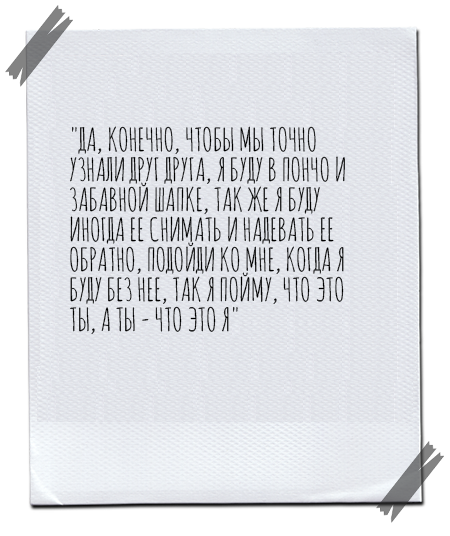 "ДА, КОНЕЧНО, ЧТОБЫ МЫ ТОЧНО
УЗНАЛИ ДРУГ ДРУГА, Я БУДУ В ПОНЧО И
ЗАБАВНОЙ ШАПКЕ, ТАК ЖЕ Я БУДУ
ИНОГДА ЕЕ СНИМАТЬ И НАДЕВАТЬ ЕЕ
ОБРАТНО, ПОДОЙДИ КО МНЕ, КОГДА Я
БУДУ БЕЗ НЕЕ, ТАК Я ПОЙМУ, ЧТО ЭТО
ТЫ, А ТЫ - ЧТО ЭТО Я"